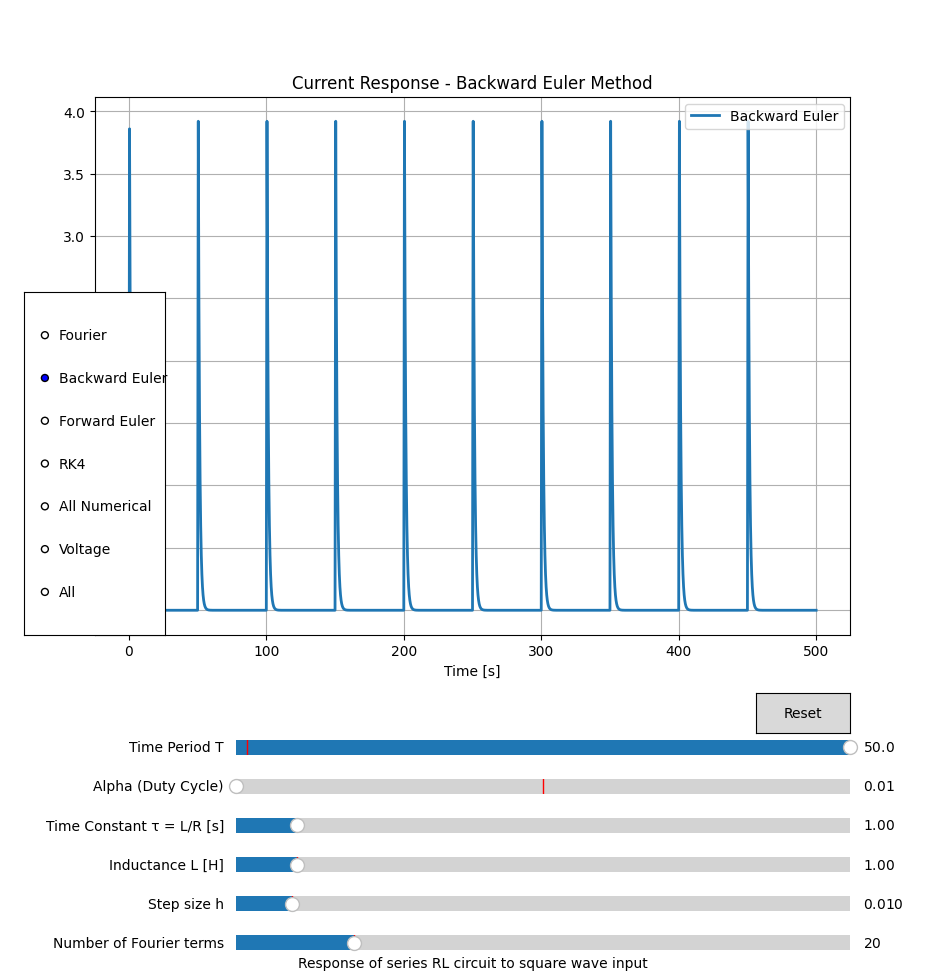 Current Response - Backward Euler Method
4.0
3.5
3.0
Backward Euler
Fourier
Backward Euler
Forward Euler
RK4
All Numerical
Voltage
All
0 100 200 300 400 500
Time [s]
Reset
Time Period T 50.0
Alpha (Duty Cycle) 0.01
Time Constant τ = L/R [s] 1.00
Inductance L [H] 1.00
Step size h 0.010
Number of Fourier terms 20
Response of series RL circuit to square wave input